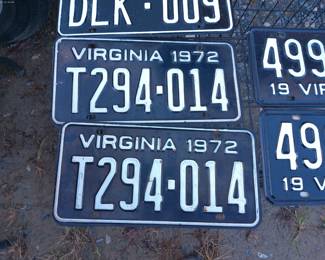 DLK-009
VIRGINIA 1972
T294-014
VIRGINIA 1972
T294-014
499
19 VIR
49
19 V